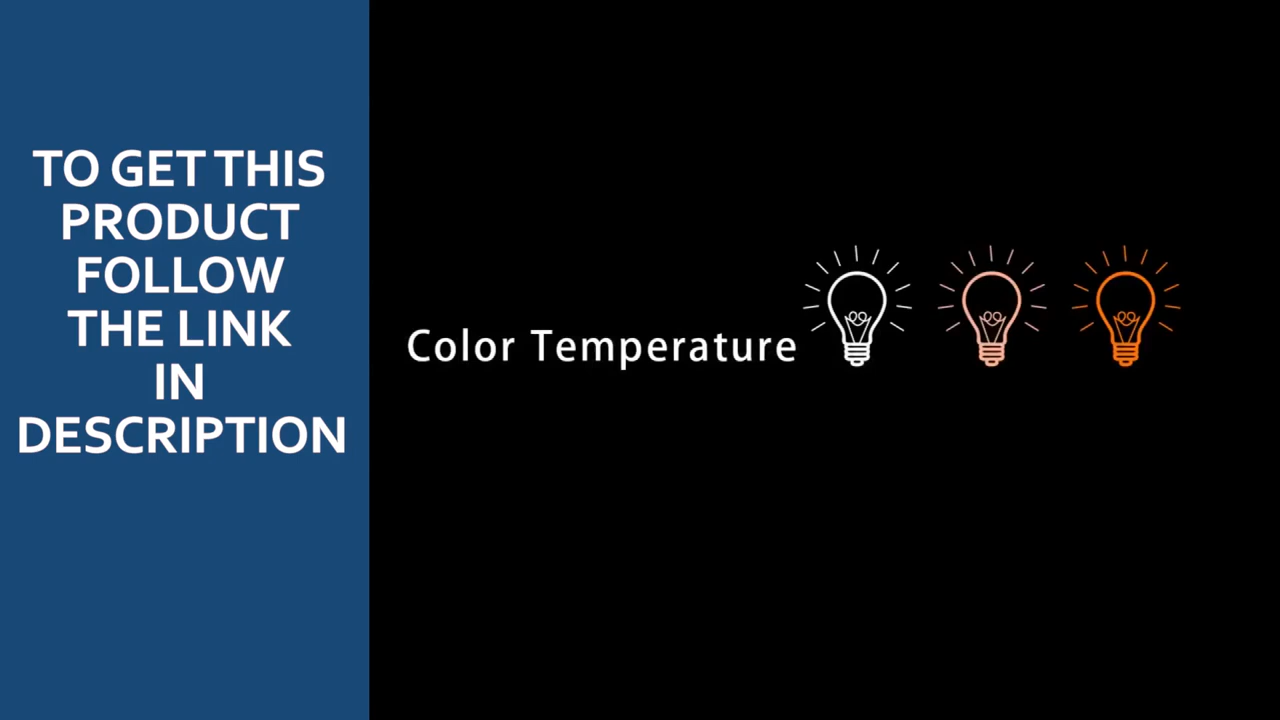 TO GET THIS
PRODUCT
FOLLOW
THE LINK
IN
DESCRIPTION
Color Temperature